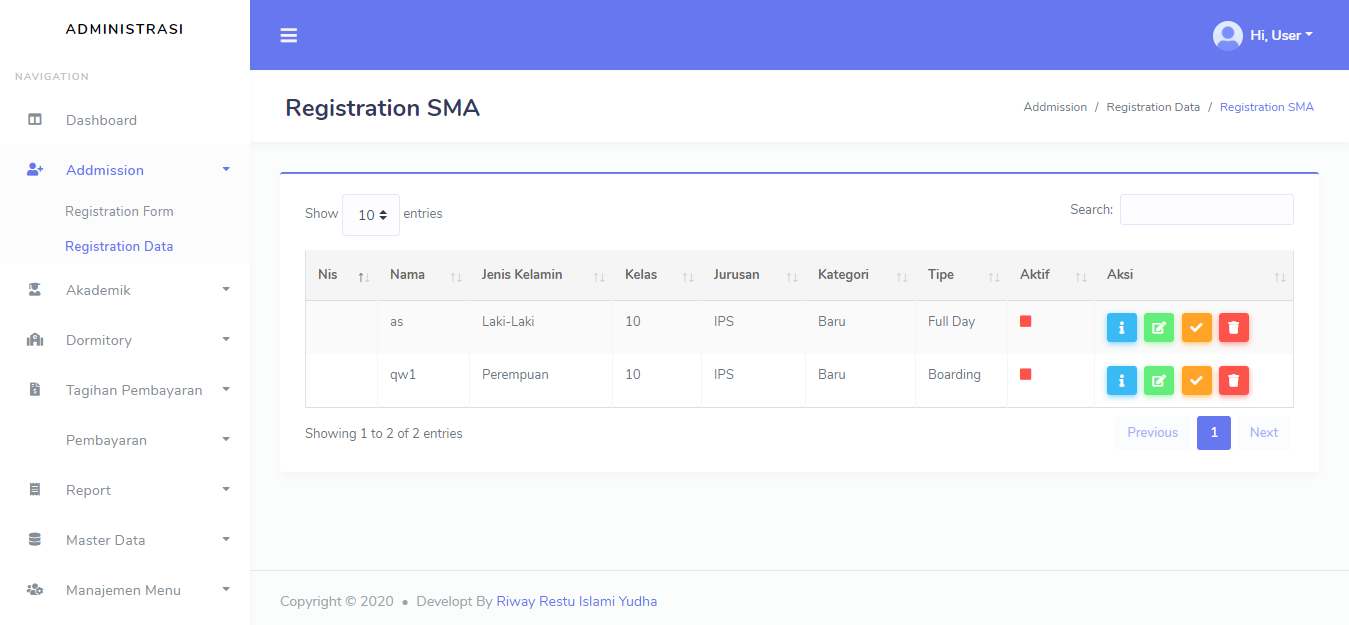 ADMINISTRASI
Hi, User
NAVIGATION
Dashboard
Addmission
Registration Form
Registration Data
Akademik
Dormitory
Tagihan Pembayaran
Pembayaran
Report
Master Data
Manajemen Menu
Registration SMA
Addmission / Registration Data / Registration SMA
Show 10 entries
Search:
Nis Nama Jenis Kelamin Kelas Jurusan Kategori Tipe Aktif Aksi
as Laki-Laki 10 IPS Baru Full Day
qw1 Perempuan 10 IPS Baru Boarding
Showing 1 to 2 of 2 entries
Previous 1 Next
Copyright © 2020 • Developt By Riway Restu Islami Yudha